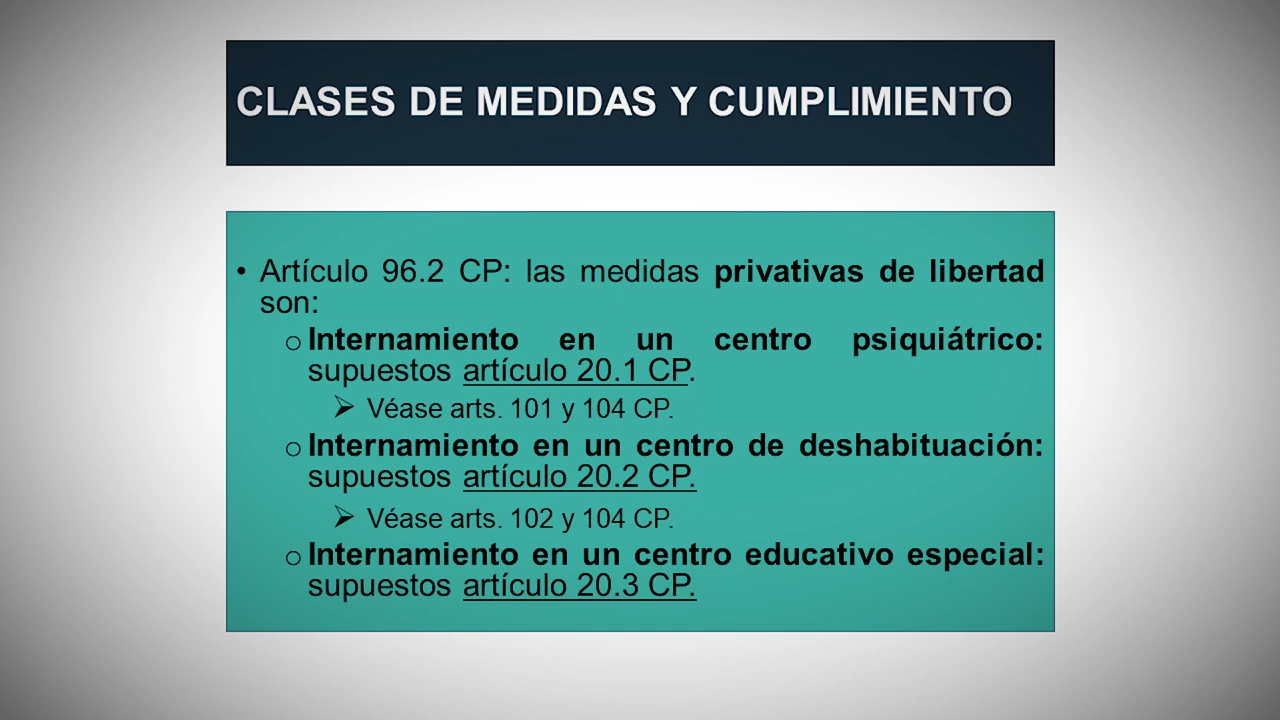 CLASES DE MEDIDAS Y CUMPLIMIENTO
• Artículo 96.2 CP: las medidas privativas de libertad
son:
o Internamiento en un centro psiquiátrico:
supuestos artículo 20.1 CP.
➢ Véase arts. 101 y 104 CP.
o Internamiento en un centro de deshabituación:
supuestos artículo 20.2 CP.
➢ Véase arts. 102 y 104 CP.
o Internamiento en un centro educativo especial:
supuestos artículo 20.3 CP.